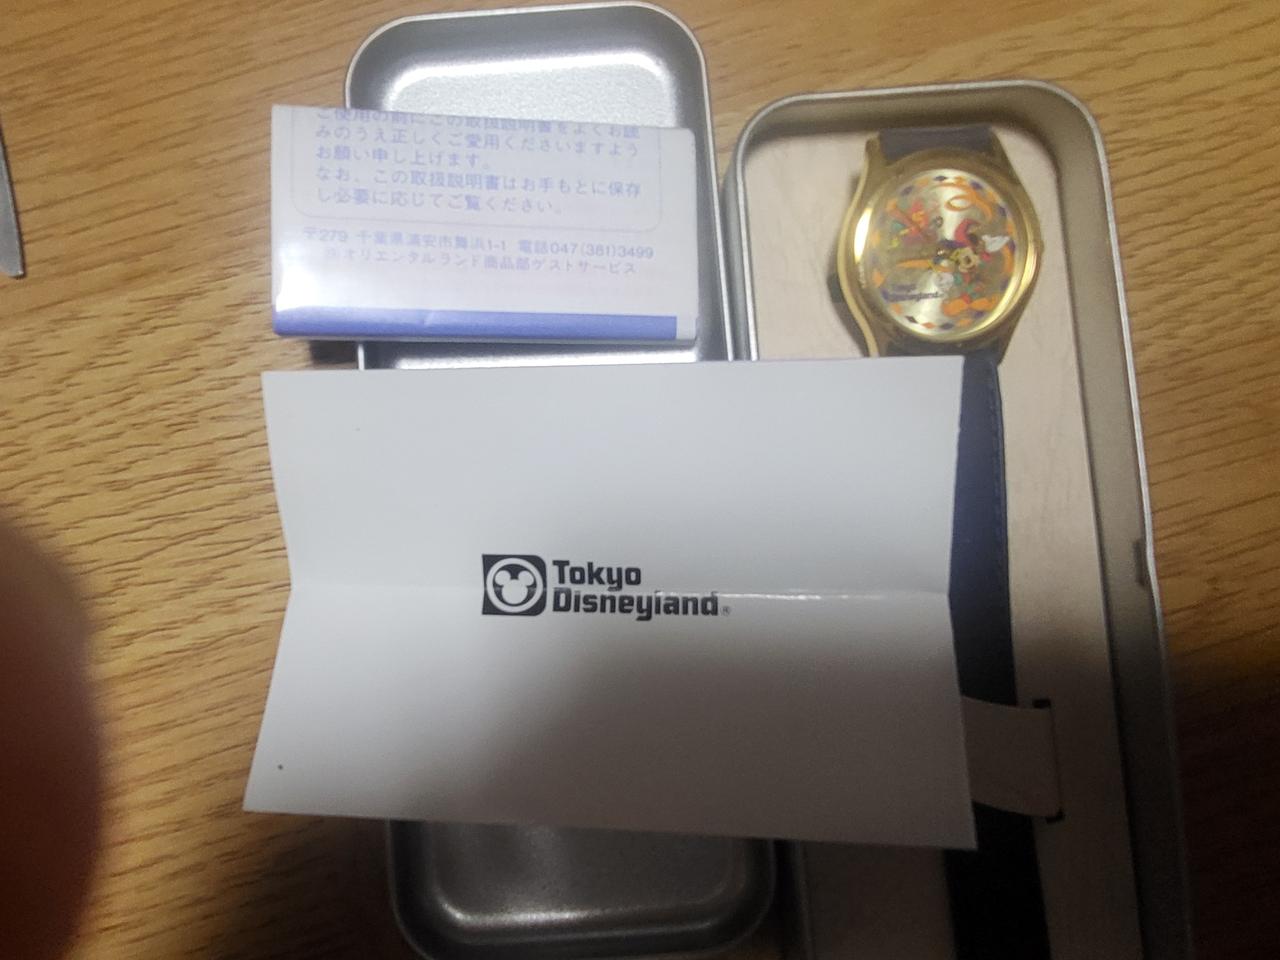 ご使用の前にこの取扱説明書をよくお読
みのうえ正しくご愛用くださいますよう
お願い申し上げます。
なお、この取扱説明書はお手もとに保存
し必要に応じてご覧ください。
〒279 千葉県浦安市舞浜1-1 電話047(381)3499
㈱オリエンタルランド商品部ゲストサービス
Tokyo
Disneyland
Tokyo
Disneyland®